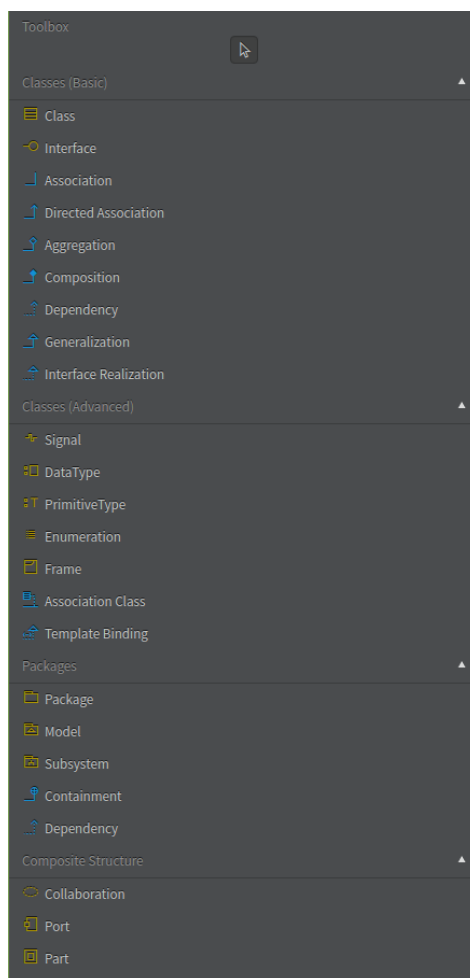 Toolbox
Classes (Basic)
Class
Interface
Association
Directed Association
Aggregation
Composition
Dependency
Generalization
Interface Realization
Classes (Advanced)
Signal
DataType
PrimitiveType
Enumeration
Frame
Association Class
Template Binding
Packages
Package
Model
Subsystem
Containment
Dependency
Composite Structure
Collaboration
Port
Part